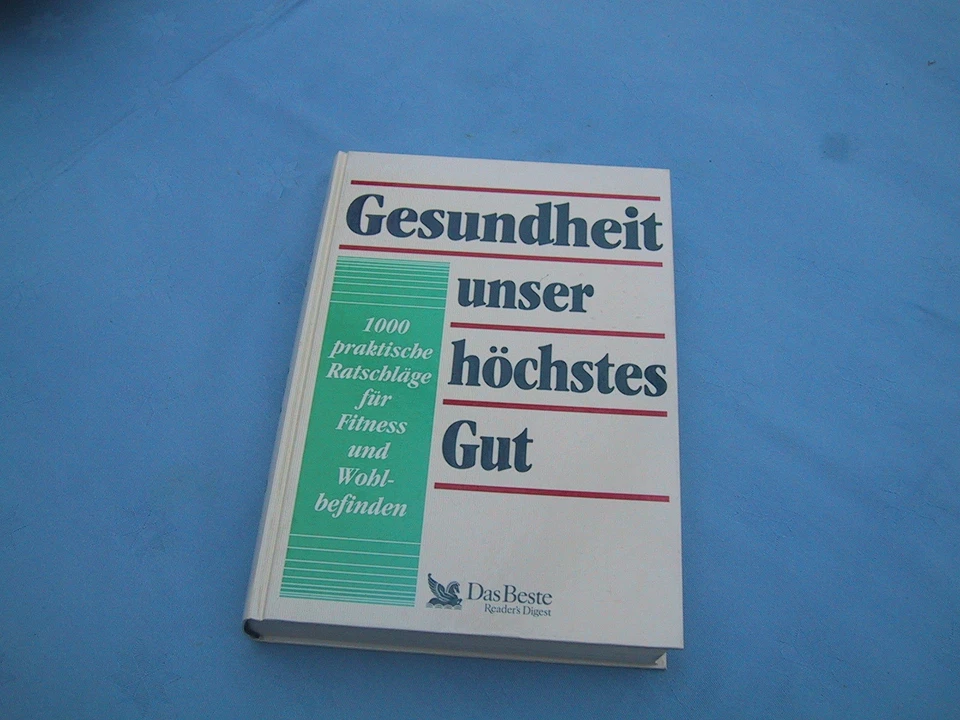 Gesundheit
unser
höchstes
Gut
1000
praktische
Ratschläge
für
Fitness
und
Wohl-
befinden
Das Beste
Reader's Digest